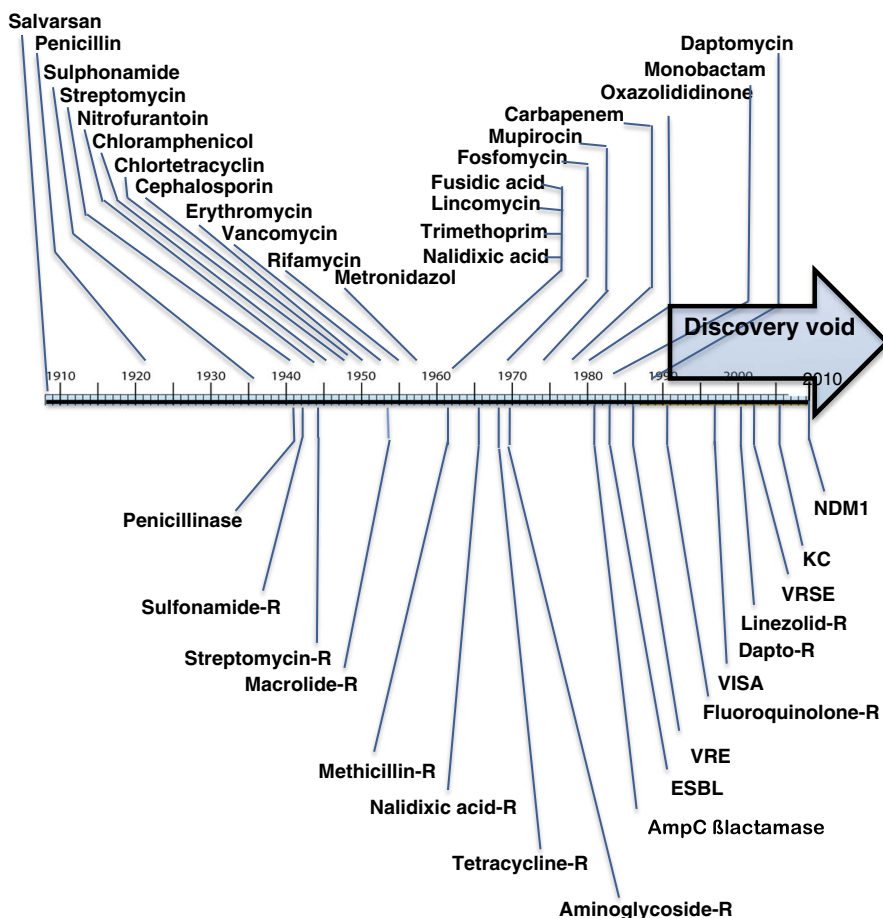 Salvarsan
Penicillin
Sulphonamide
Streptomycin
Nitrofurantoin
Chloramphenicol
Chlortetracyclin
Cephalosporin
Erythromycin
Vancomycin
Rifamycin
Metronidazol
Daptomycin
Monobactam
Oxazolididinone
Carbapenem
Mupirocin
Fosfomycin
Fusidic acid
Lincomycin
Trimethoprim
Nalidixic acid
Discovery void
1910 1920 1930 1940 1950 1960 1970 1980 1990 2000 2010
Penicillinase
Sulfonamide-R
Streptomycin-R
Macrolide-R
Methicillin-R
Nalidixic acid-R
Tetracycline-R
Aminoglycoside-R
NDM1
KC
VRSE
Linezolid-R
Dapto-R
VISA
Fluoroquinolone-R
VRE
ESBL
AmpC ßlactamase